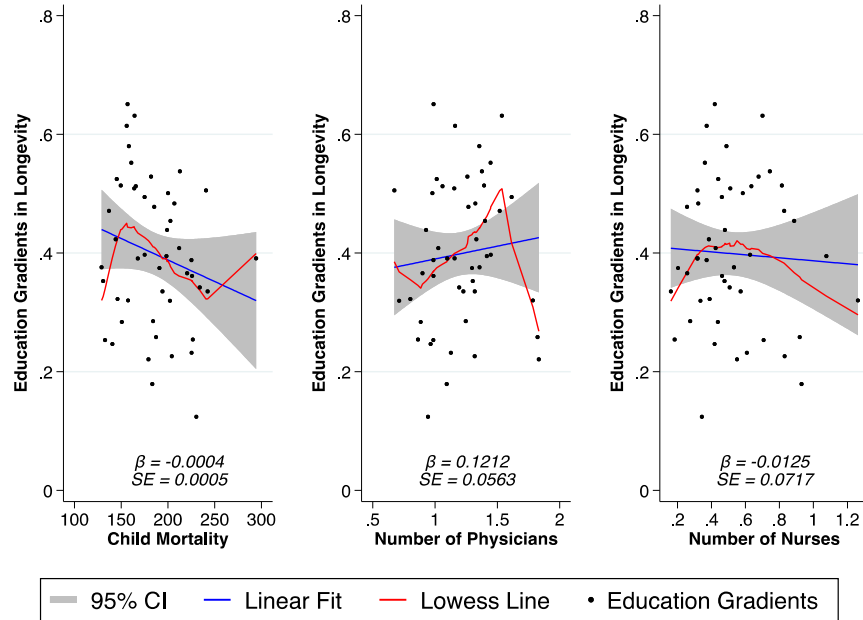 Education Gradients in Longevity
.8
.6
.4
.2
0
β = -0.0004
SE = 0.0005
100 150 200 250 300
Child Mortality
Education Gradients in Longevity
.8
.6
.4
.2
0
β = 0.1212
SE = 0.0563
.5 1 1.5 2
Number of Physicians
Education Gradients in Longevity
.8
.6
.4
.2
0
β = -0.0125
SE = 0.0717
.2 .4 .6 .8 1 1.2
Number of Nurses
95% CI Linear Fit Lowess Line Education Gradients